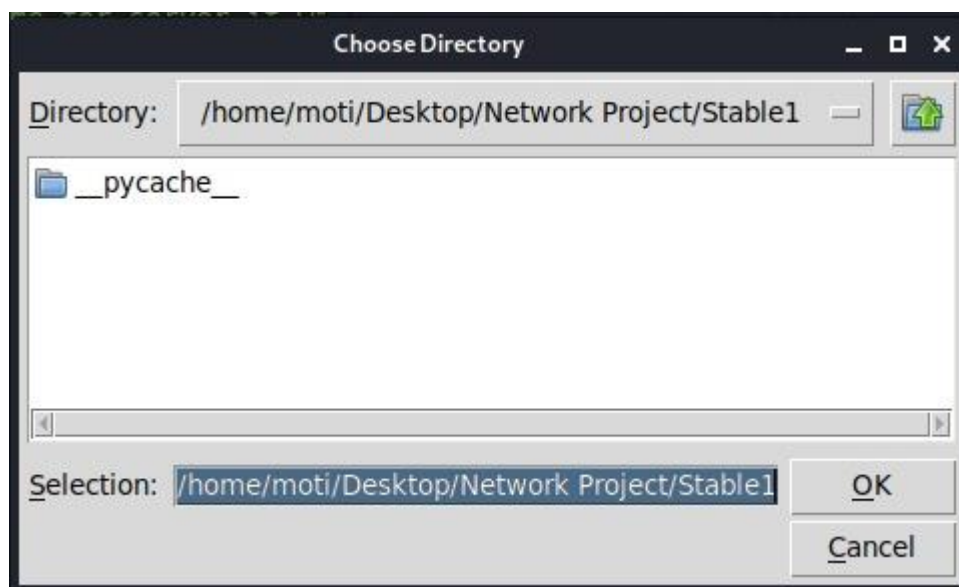 Choose Directory
Directory: /home/moti/Desktop/Network Project/Stable1
__pycache__
Selection: /home/moti/Desktop/Network Project/Stable1 OK
Cancel